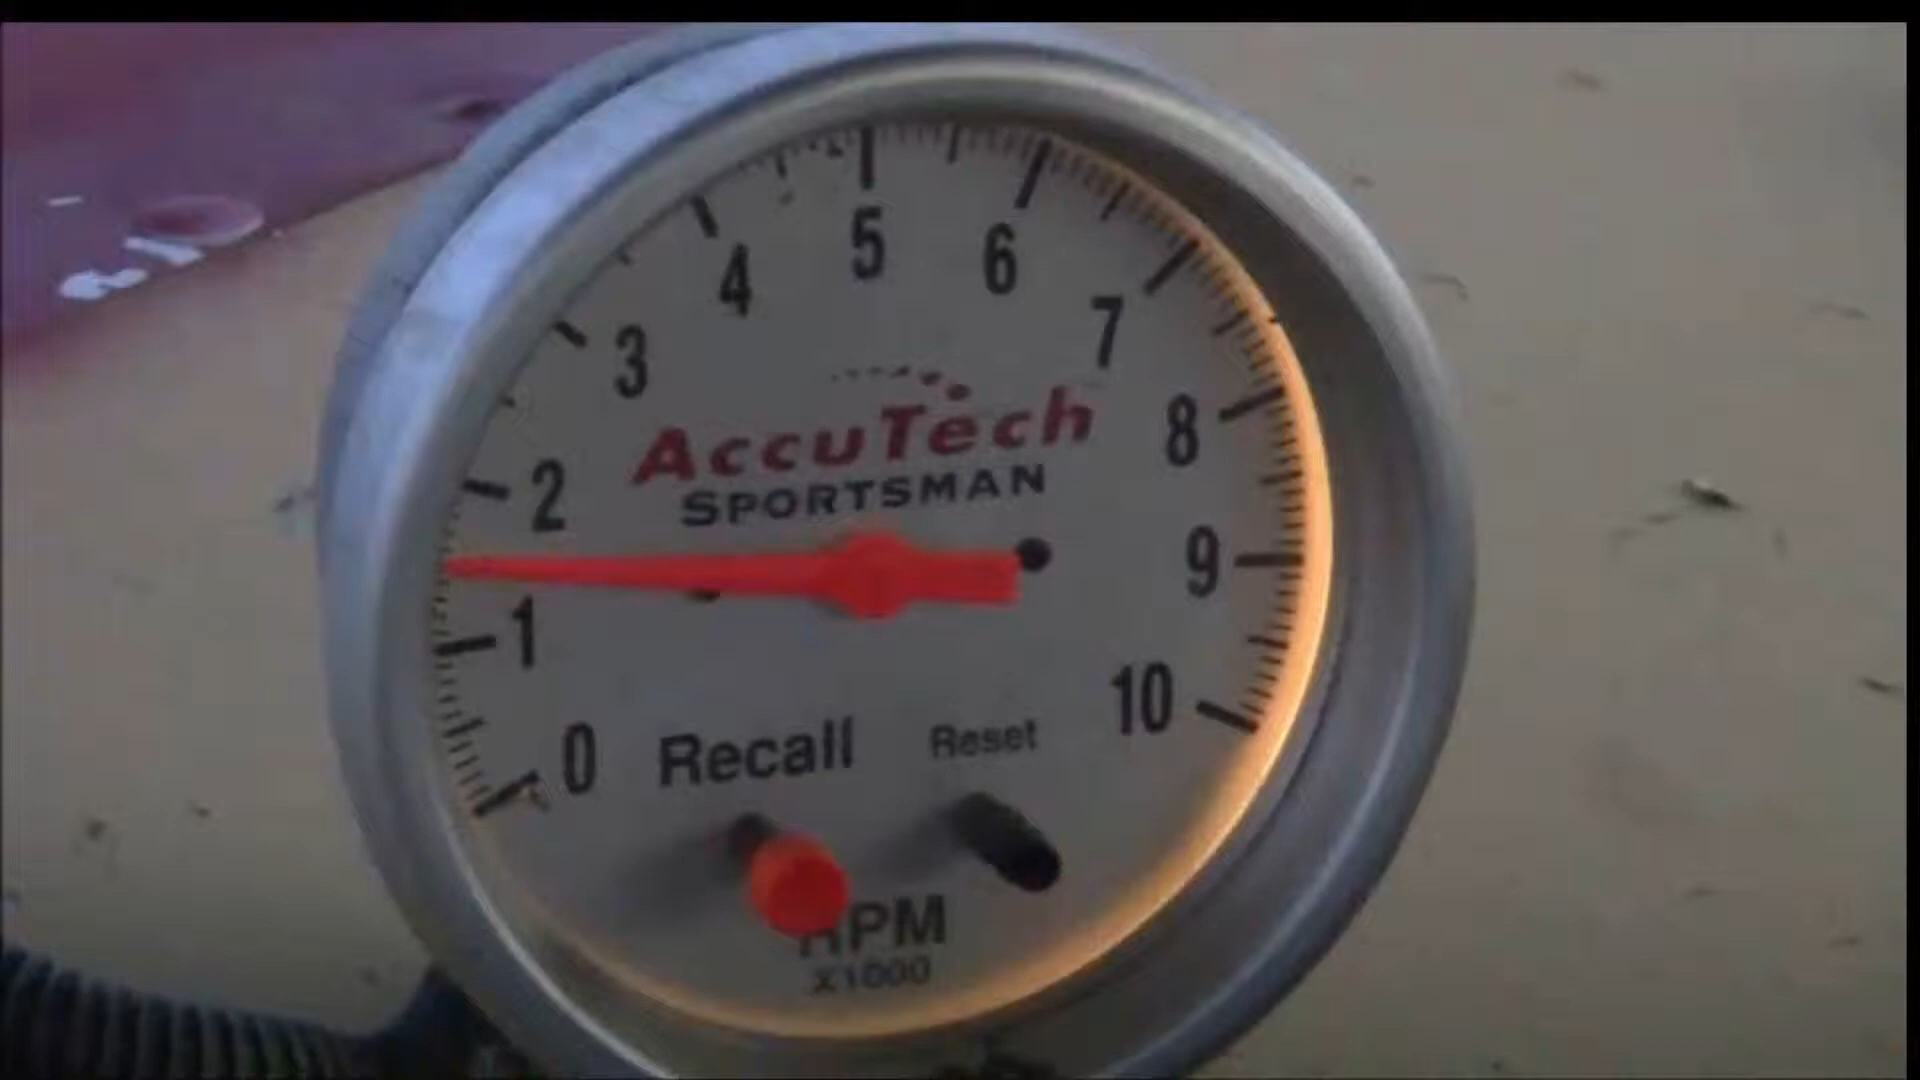 5
4 6
3 7
AccuTech
SPORTSMAN
2 8
1 9
0 Recall Reset 10
RPM
X1000